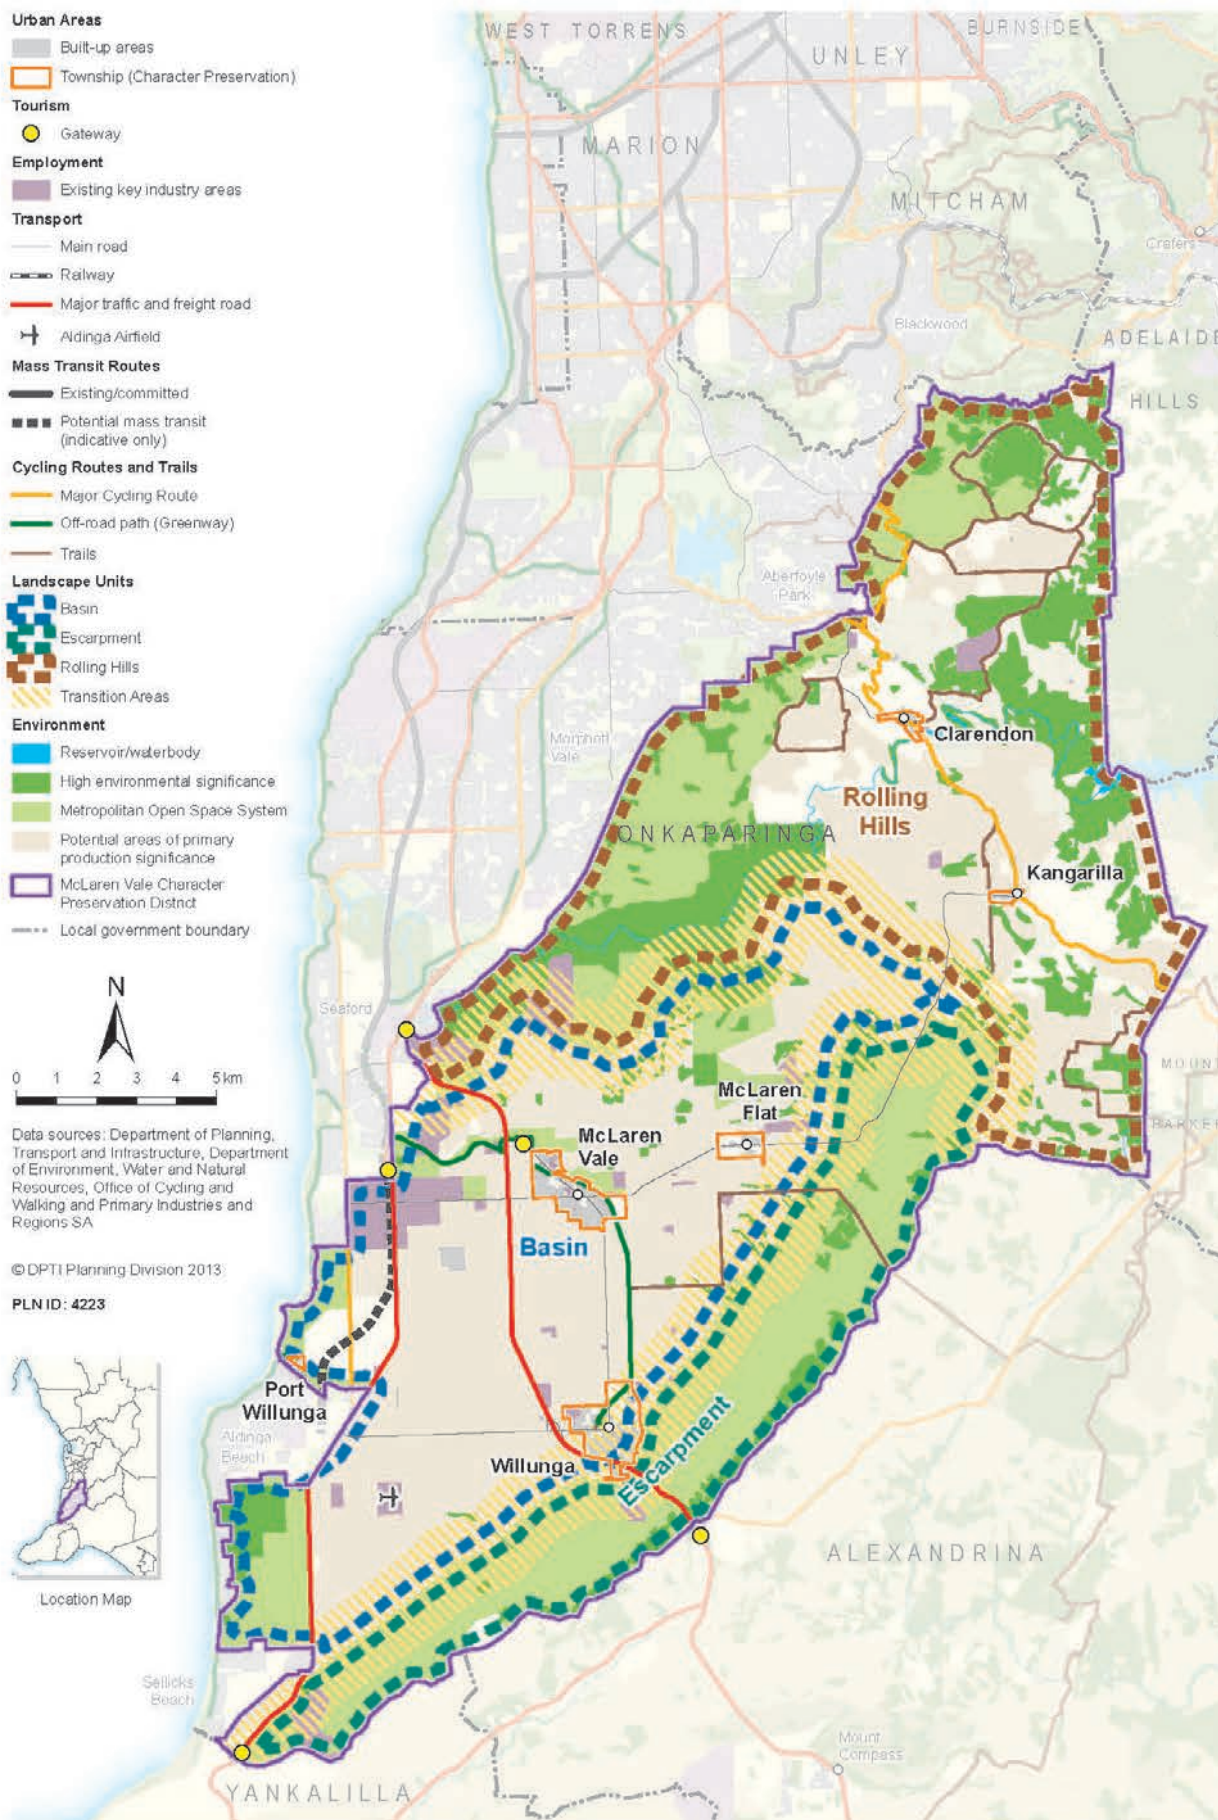 Urban Areas
Built-up areas
Township (Character Preservation)
Tourism
Gateway
Employment
Existing key industry areas
Transport
Main road
Railway
Major traffic and freight road
Aldinga Airfield
Mass Transit Routes
Existing/committed
Potential mass transit
(indicative only)
Cycling Routes and Trails
Major Cycling Route
Off-road path (Greenway)
Trails
Landscape Units
Basin
Escarpment
Rolling Hills
Transition Areas
Environment
Reservoir/waterbody
High environmental significance
Metropolitan Open Space System
Potential areas of primary
production significance
McLaren Vale Character
Preservation District
Local government boundary
N
0 1 2 3 4 5 km
Data sources: Department of Planning,
Transport and Infrastructure, Department
of Environment, Water and Natural
Resources, Office of Cycling and
Walking and Primary Industries and
Regions SA
© DPTI Planning Division 2013
PLN ID: 4223
Location Map
WEST TORRENS
BURNSIDE
UNLEY
MARION
MITCHAM
Crafers
Blackwood
ADELAIDE
HILLS
Aberfoyle
Park
Clarendon
Morphett
Vale
Rolling
Hills
ONKAPARINGA
Kangarilla
Seaford
MOUNT
BARKER
McLaren
Flat
McLaren
Vale
Basin
Port
Willunga
Aldinga
Beach
Willunga
Escarpment
ALEXANDRINA
Sellicks
Beach
Mount
Compass
YANKALILLA